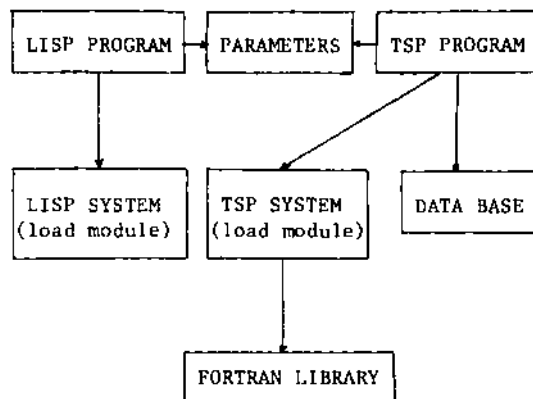 LISP PROGRAM
PARAMETERS
TSP PROGRAM
LISP SYSTEM
(load module)
TSP SYSTEM
(load module)
DATA BASE
FORTRAN LIBRARY